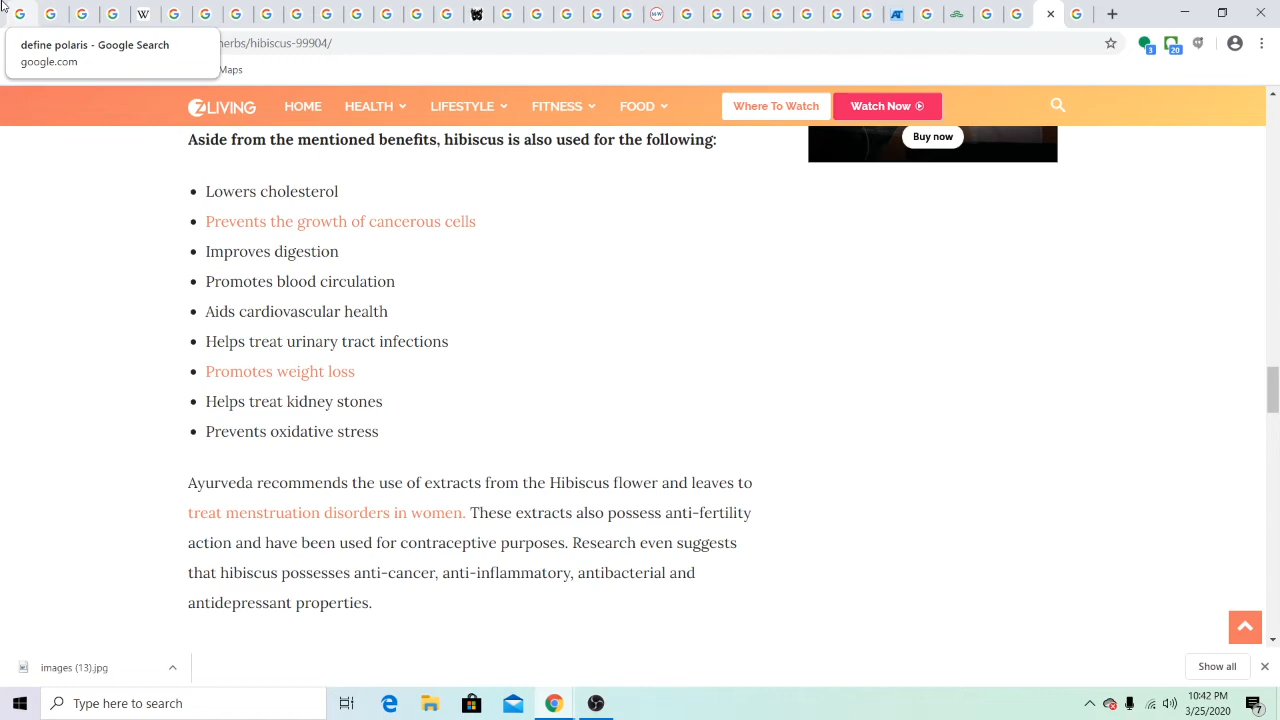 define polaris - Google Search
google.com
erbs/hibiscus-99904/
3
20
Maps
Z LIVING
HOME
HEALTH
LIFESTYLE
FITNESS
FOOD
Where To Watch
Watch Now
Aside from the mentioned benefits, hibiscus is also used for the following:
Buy now
• Lowers cholesterol
• Prevents the growth of cancerous cells
• Improves digestion
• Promotes blood circulation
• Aids cardiovascular health
• Helps treat urinary tract infections
• Promotes weight loss
• Helps treat kidney stones
• Prevents oxidative stress
Ayurveda recommends the use of extracts from the Hibiscus flower and leaves to
treat menstruation disorders in women. These extracts also possess anti-fertility
action and have been used for contraceptive purposes. Research even suggests
that hibiscus possesses anti-cancer, anti-inflammatory, antibacterial and
antidepressant properties.
images (13).jpg
Show all
Type here to search
10:42 PM
3/25/2020
7